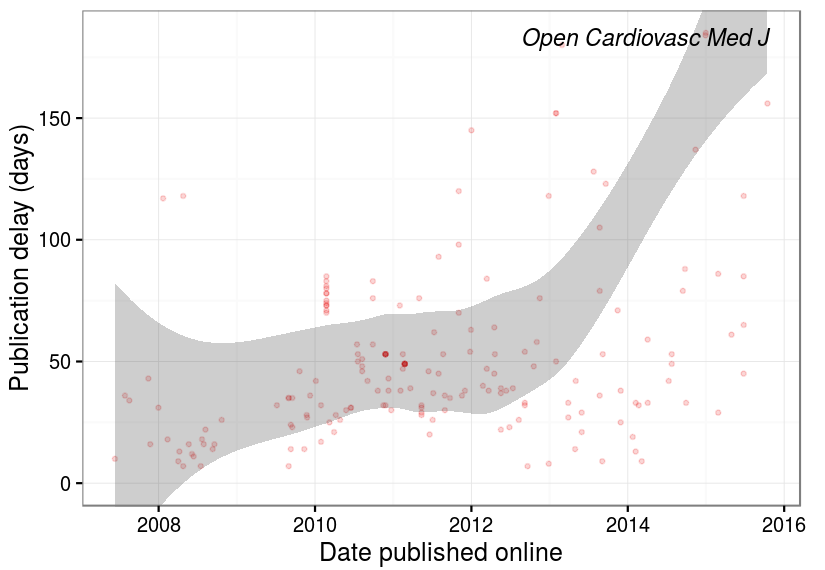 Open Cardiovasc Med J
Publication delay (days)
150
100
50
0
2008 2010 2012 2014 2016
Date published online